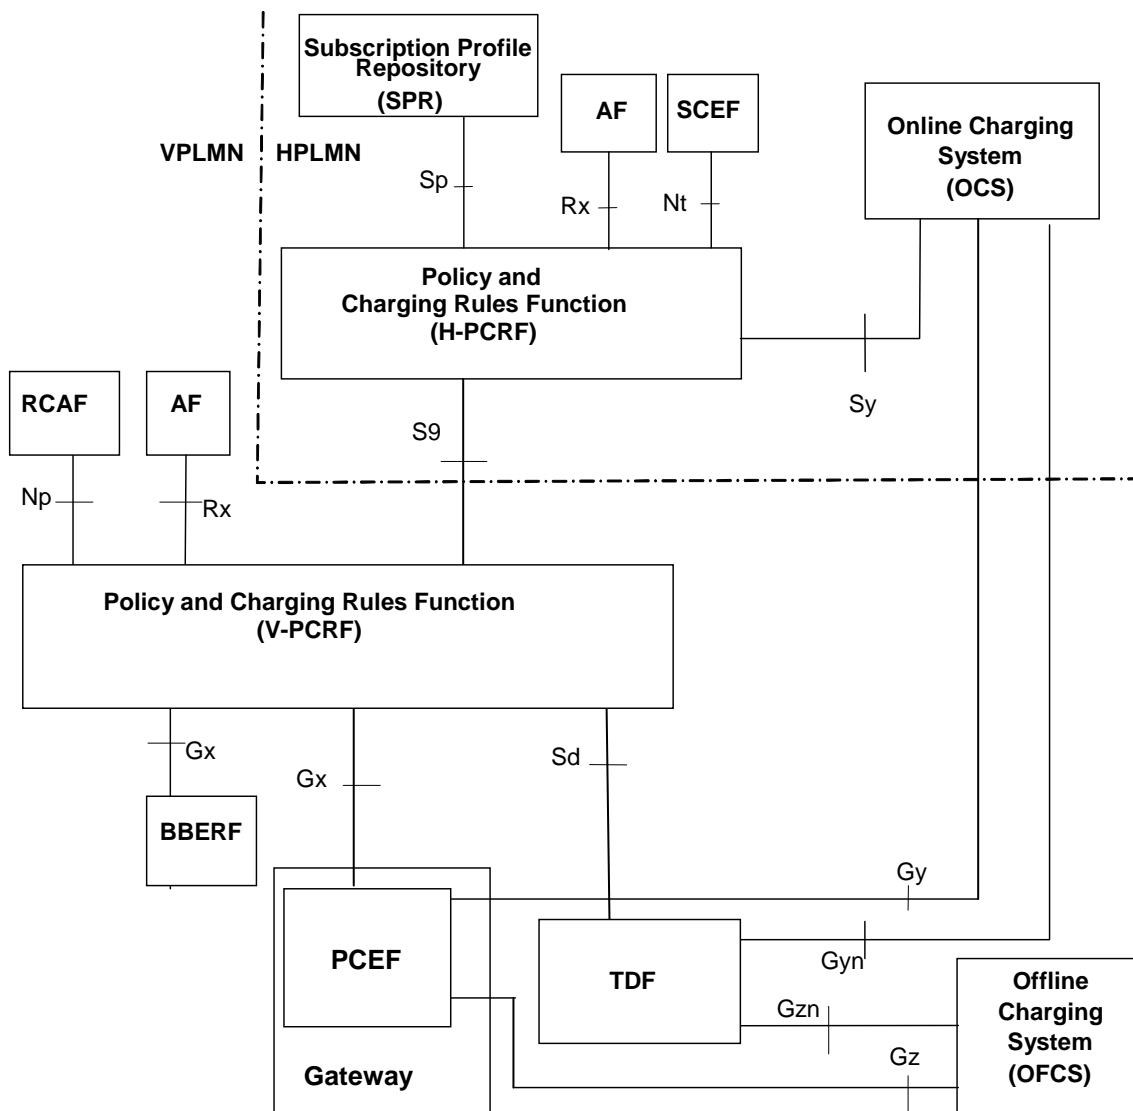 Subscription Profile
Repository
(SPR)
AF
SCEF
Online Charging
System
(OCS)
VPLMN
HPLMN
Sp
Rx
Nt
Policy and
Charging Rules Function
(H-PCRF)
Sy
RCAF
AF
S9
Np
Rx
Policy and Charging Rules Function
(V-PCRF)
Gx
Gx
Sd
BBERF
Gy
PCEF
TDF
Gyn
Gzn
Gz
Offline
Charging
System
(OFCS)
Gateway